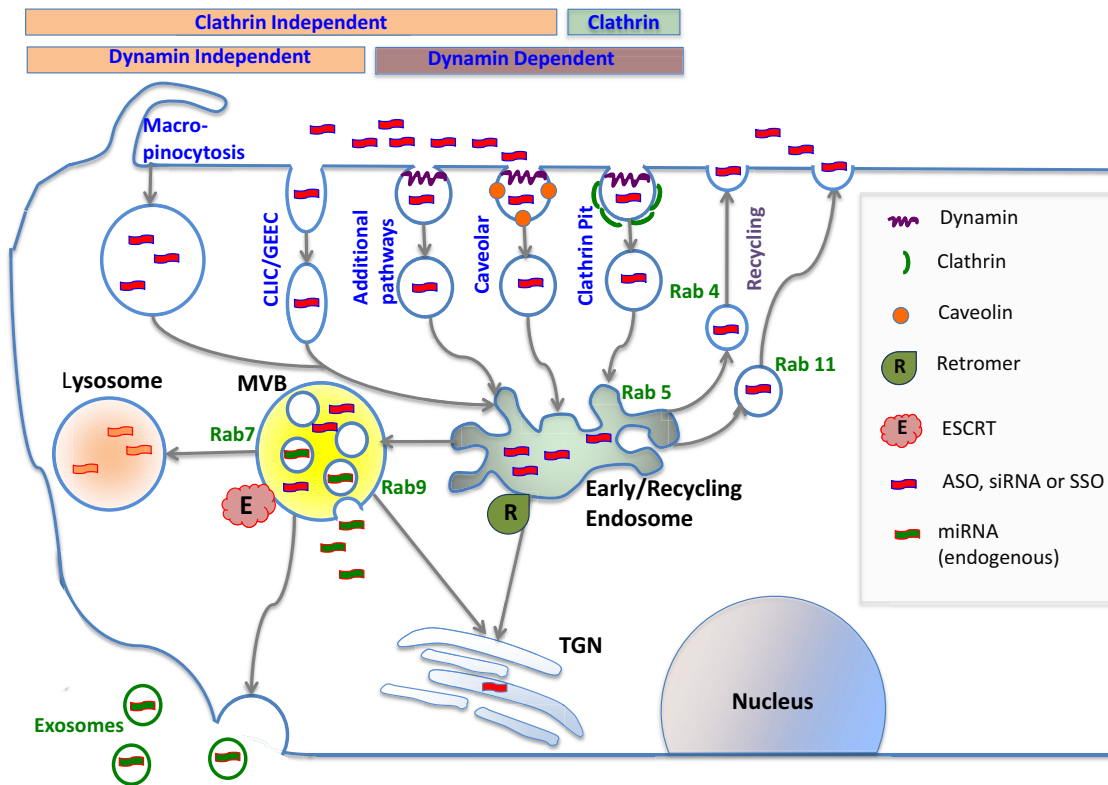 Clathrin Independent
Clathrin
Dynamin Independent
Dynamin Dependent
Macro-
pinocytosis
CLIC/GEEC
Additional
pathways
Caveolar
Clathrin Pit
Rab 4
Recycling
Rab 11
Rab 5
Dynamin
Clathrin
Caveolin
R
Retromer
E
ESCRT
ASO, siRNA or SSO
miRNA
(endogenous)
Lysosome
MVB
Rab7
Rab9
E
R
Early/Recycling
Endosome
TGN
Nucleus
Exosomes